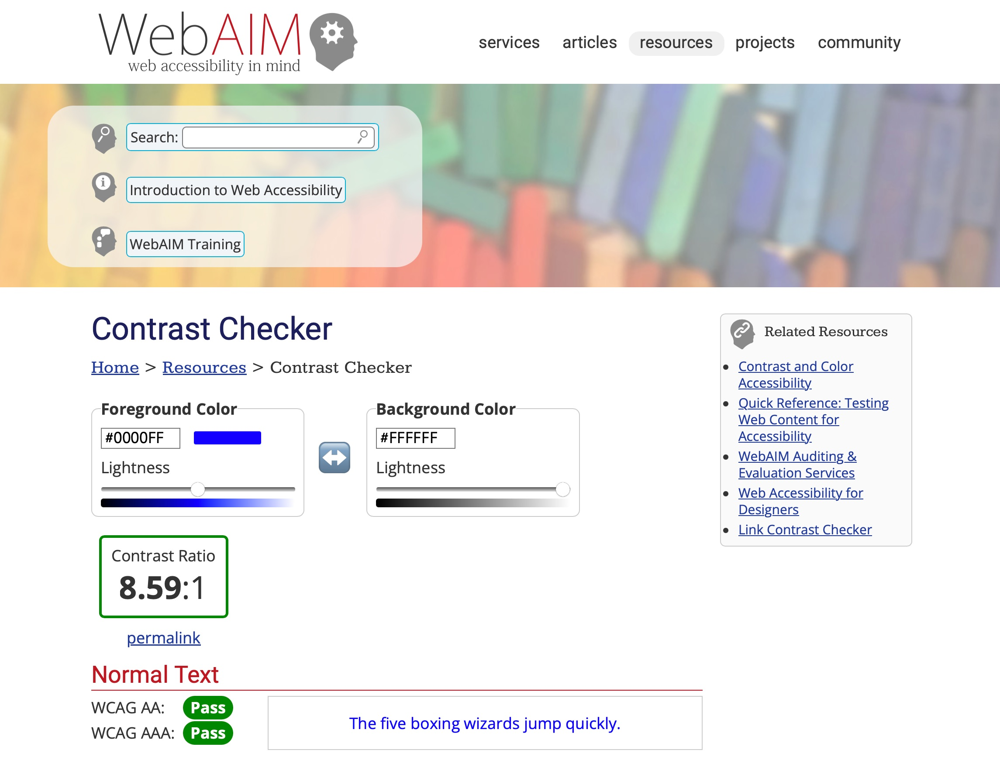 WebAIM
web accessibility in mind
services articles resources projects community
Search:
Introduction to Web Accessibility
WebAIM Training
Contrast Checker
Home > Resources > Contrast Checker
Foreground Color
#0000FF
Lightness
Background Color
#FFFFFF
Lightness
Contrast Ratio
8.59:1
permalink
Normal Text
WCAG AA: Pass
WCAG AAA: Pass
The five boxing wizards jump quickly.
Related Resources
Contrast and Color
Accessibility
Quick Reference: Testing
Web Content for
Accessibility
WebAIM Auditing &
Evaluation Services
Web Accessibility for
Designers
Link Contrast Checker